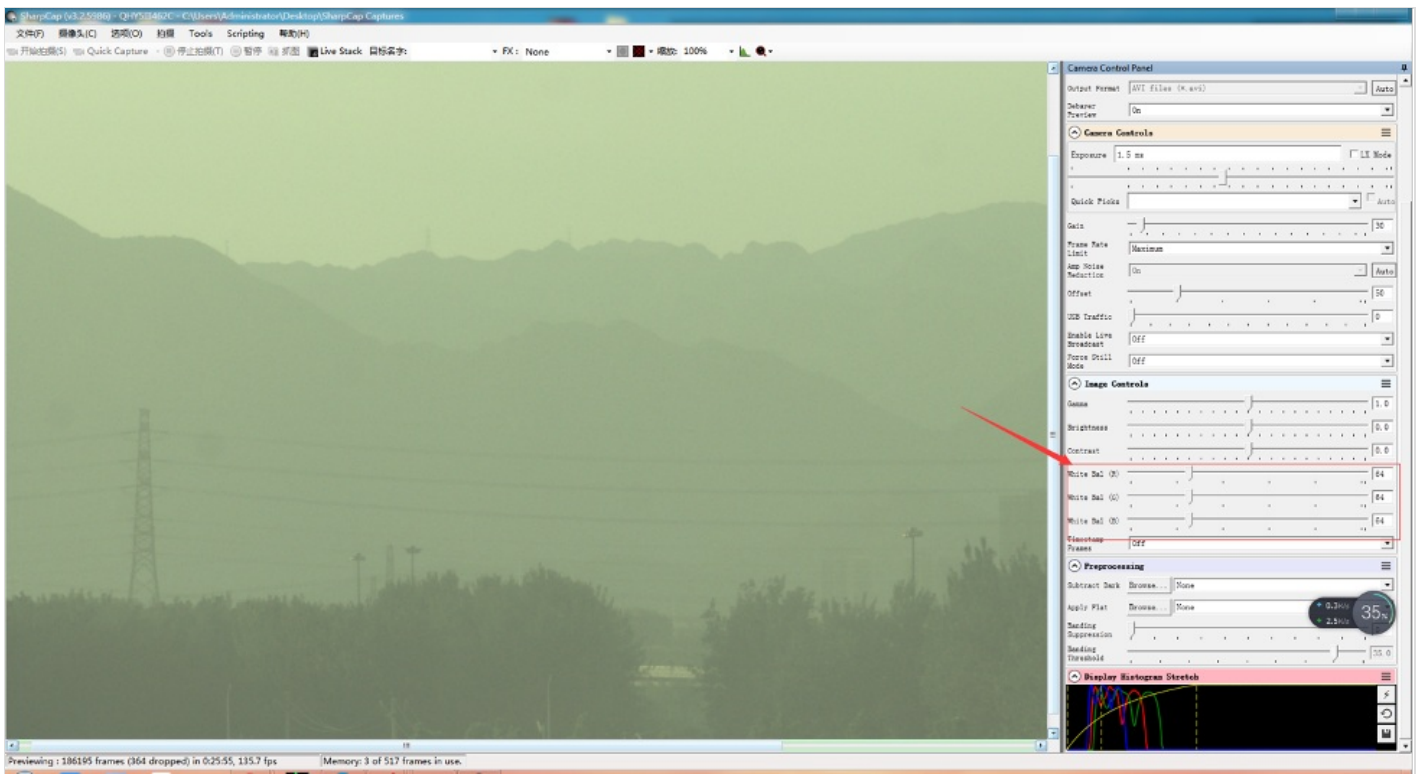 SharpCap (v3.2.5986) - QHY5III462C - C:\Users\Administrator\Desktop\SharpCap Captures
文件(F) 摄像头(C) 选项(O) 拍摄 Tools Scripting 帮助(H)
开始拍摄(S) Quick Capture 停止拍摄(T) 暂停 抓图 Live Stack 目标名字: FX: None 缩放: 100%
Camera Control Panel
Output Format AVI files (*.avi) Auto
Debayer Preview On
Camera Controls
Exposure 1.5 ms LX Mode
Quick Picks Auto
Gain 30
Frame Rate Limit Maximum
Amp Noise Reduction On Auto
Offset 50
USB Traffic 0
Enable Live Broadcast Off
Force Still Mode Off
Image Controls
Gamma 1.0
Brightness 0.0
Contrast 0.0
White Bal (R) 64
White Bal (G) 64
White Bal (B) 64
Timestamp Frames Off
Preprocessing
Subtract Dark Browse... None
Apply Flat Browse... None
35%
Banding Suppression
Banding Threshold 35.0
Display Histogram Stretch
Previewing : 186195 frames (364 dropped) in 0:25:55, 135.7 fps Memory: 3 of 517 frames in use.